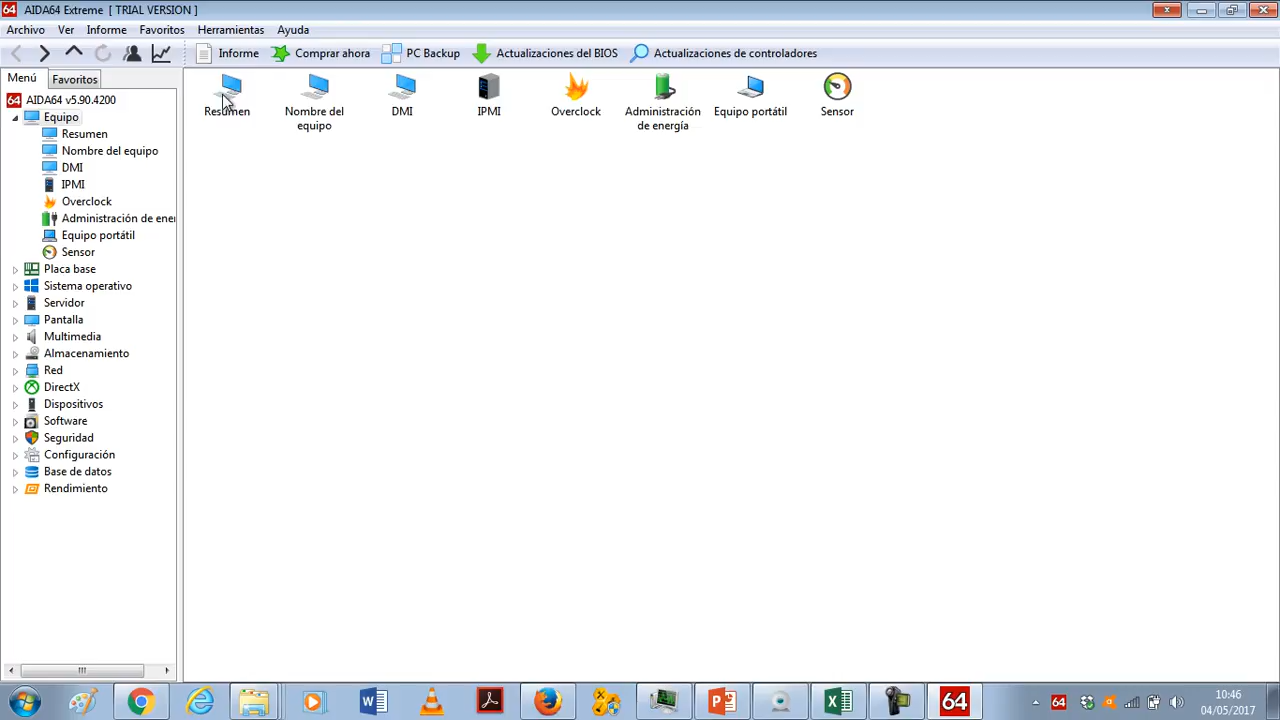 64 AIDA64 Extreme [ TRIAL VERSION ]
Archivo Ver Informe Favoritos Herramientas Ayuda
Informe Comprar ahora PC Backup Actualizaciones del BIOS Actualizaciones de controladores
Menú Favoritos
64 AIDA64 v5.90.4200
Equipo
Resumen
Nombre del equipo
DMI
IPMI
Overclock
Administración de ener
Equipo portátil
Sensor
Placa base
Sistema operativo
Servidor
Pantalla
Multimedia
Almacenamiento
Red
DirectX
Dispositivos
Software
Seguridad
Configuración
Base de datos
Rendimiento
Resumen
Nombre del
equipo
DMI
IPMI
Overclock
Administración
de energía
Equipo portátil
Sensor
64
64
10:46
04/05/2017